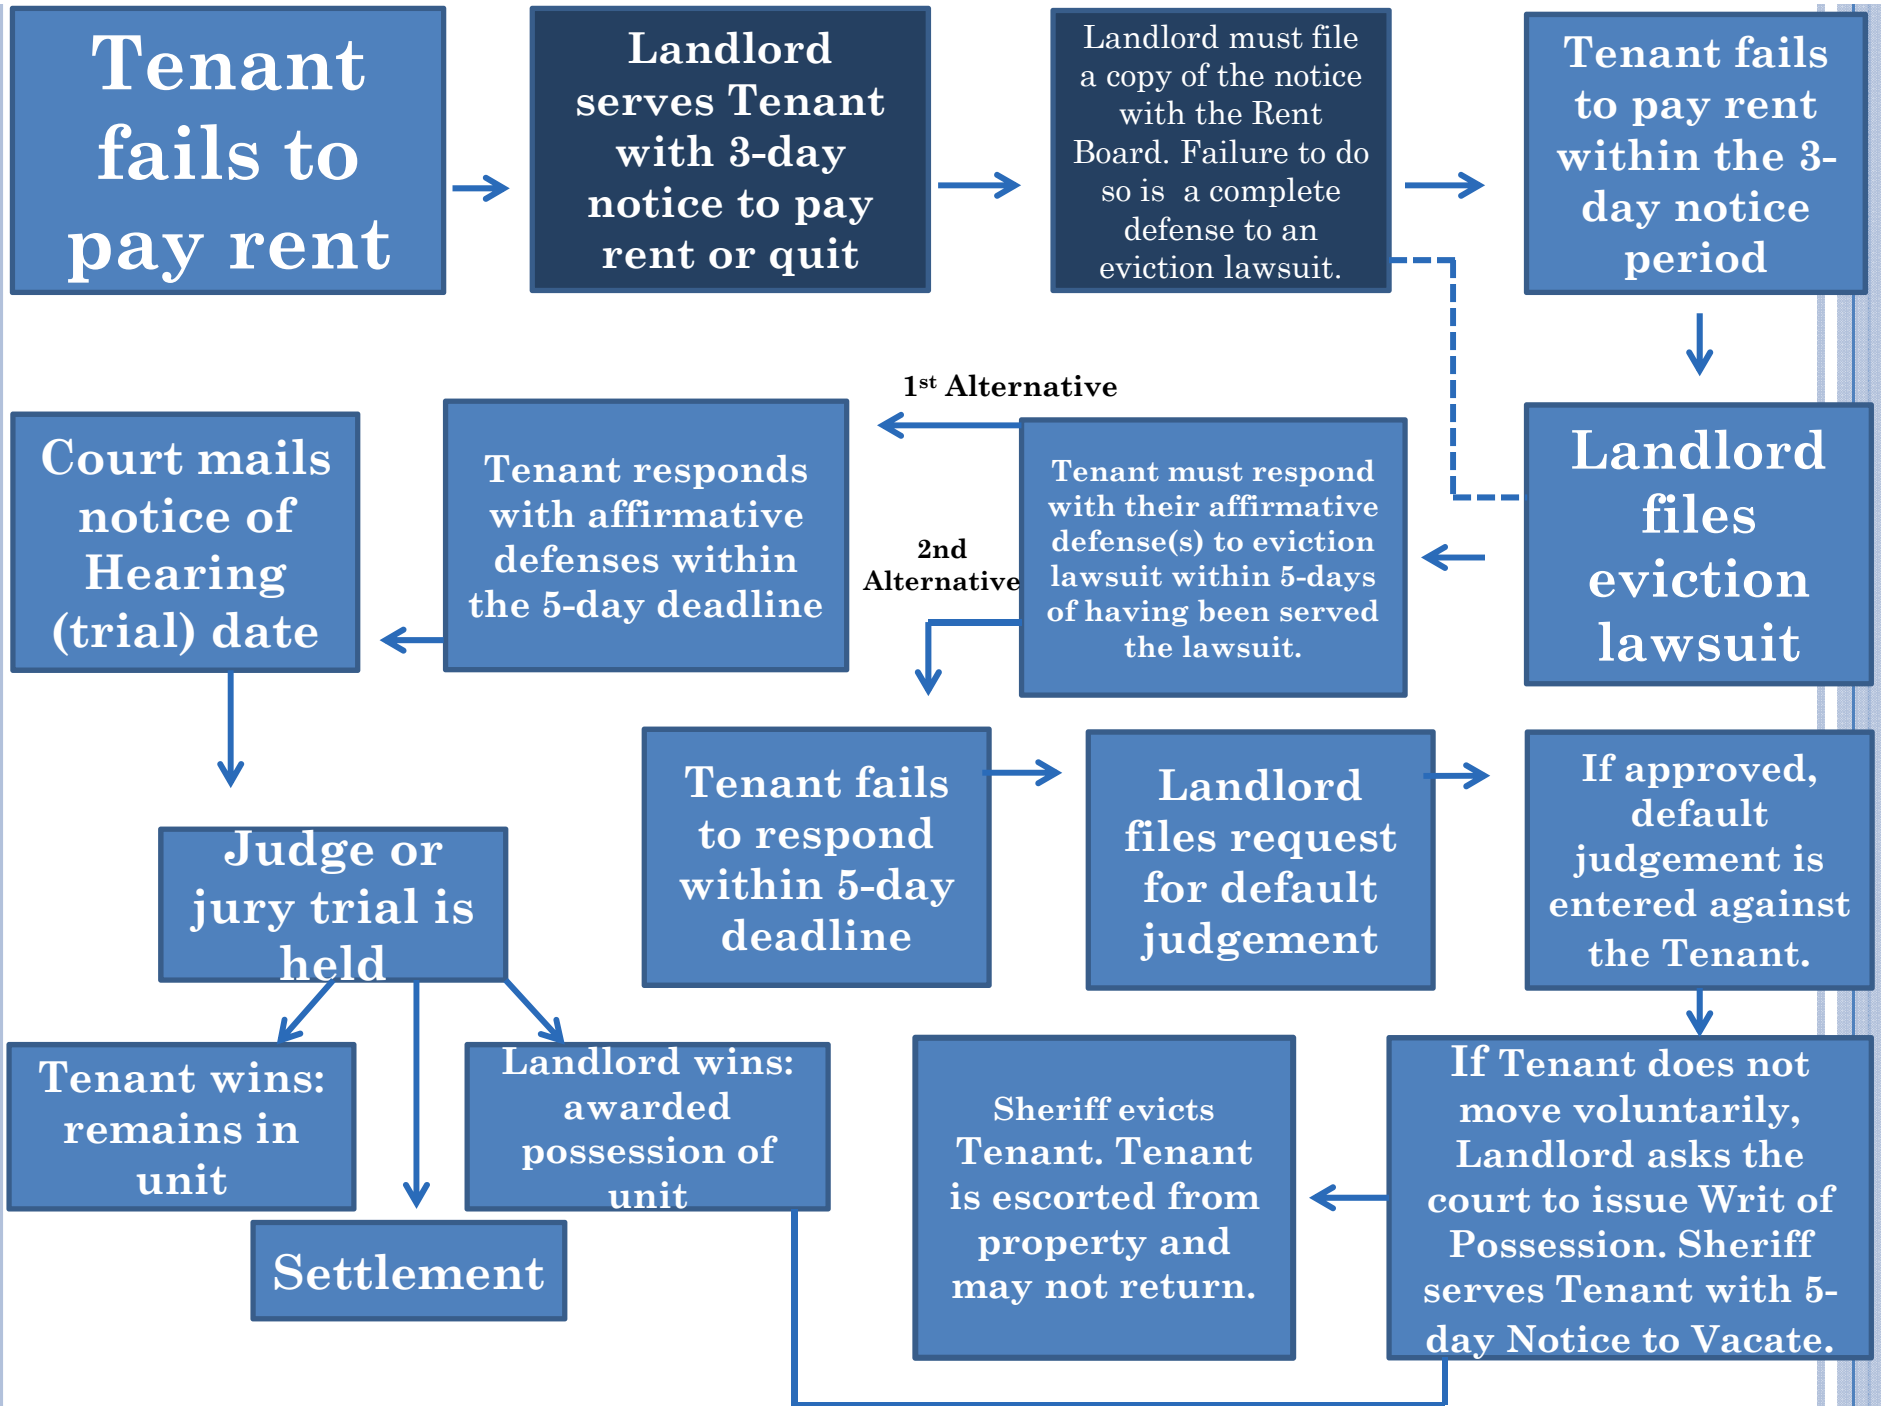 Tenant
fails to
pay rent
Landlord
serves Tenant
with 3-day
notice to pay
rent or quit
Landlord must file
a copy of the notice
with the Rent
Board. Failure to do
so is a complete
defense to an
eviction lawsuit.
Tenant fails
to pay rent
within the 3-
day notice
period
Landlord
files
eviction
lawsuit
Tenant must respond
with their affirmative
defense(s) to eviction
lawsuit within 5-days
of having been served
the lawsuit.
1st Alternative
2nd
Alternative
Tenant responds
with affirmative
defenses within
the 5-day deadline
Court mails
notice of
Hearing
(trial) date
Judge or
jury trial is
held
Tenant fails
to respond
within 5-day
deadline
Landlord
files request
for default
judgement
If approved,
default
judgement is
entered against
the Tenant.
Tenant wins:
remains in
unit
Settlement
Landlord wins:
awarded
possession of
unit
Sheriff evicts
Tenant. Tenant
is escorted from
property and
may not return.
If Tenant does not
move voluntarily,
Landlord asks the
court to issue Writ of
Possession. Sheriff
serves Tenant with 5-
day Notice to Vacate.